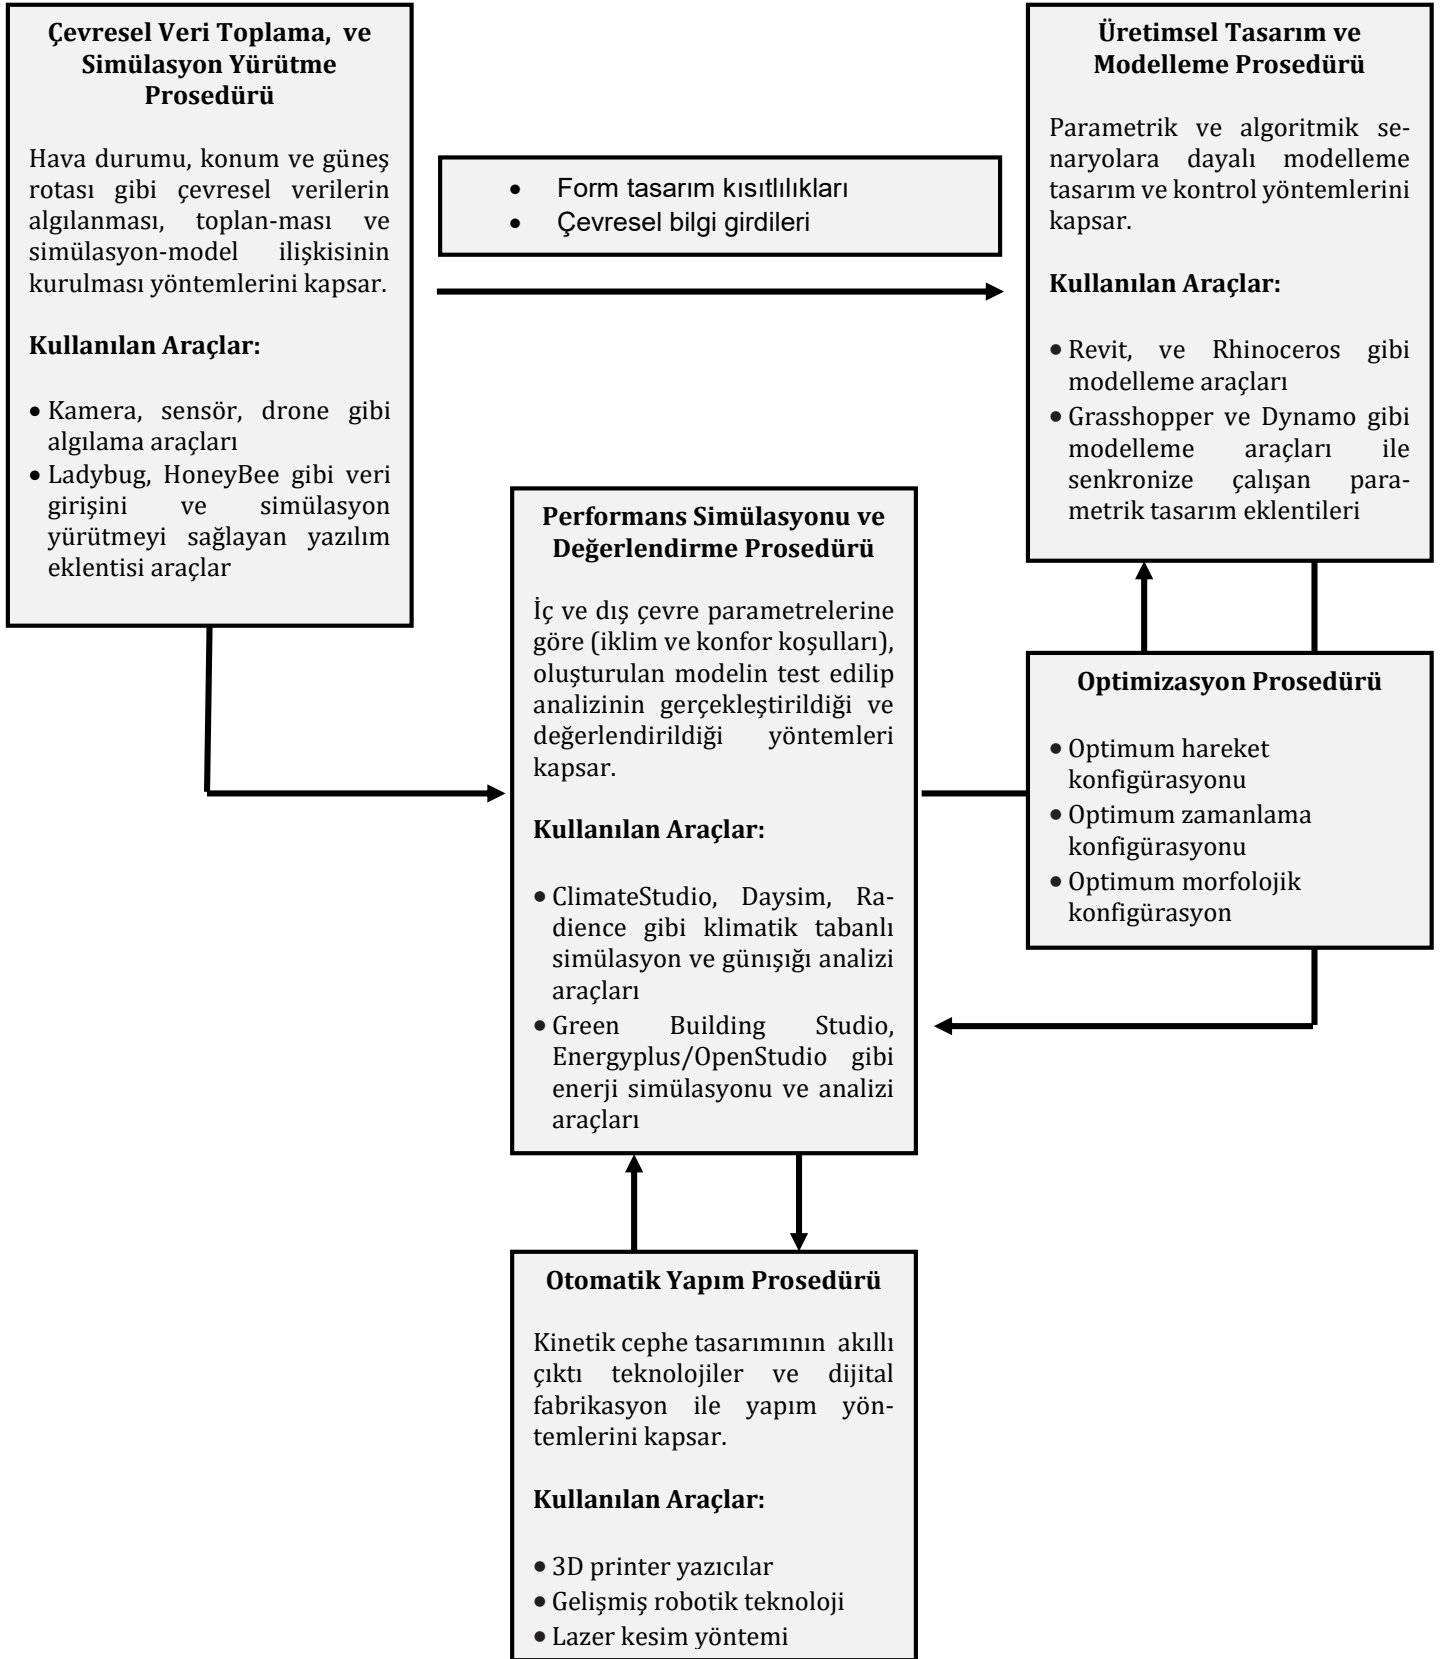 Çevresel Veri Toplama,  ve
Simülasyon Yürütme
Prosedürü
Hava durumu, konum ve güneş
rotası gibi çevresel verilerin
algılanması, toplan-ması ve
simülasyon-model ilişkisinin
kurulması yöntemlerini kapsar.
Kullanılan Araçlar:
• Kamera, sensör, drone gibi
algılama araçları
• Ladybug, HoneyBee gibi veri
girişini ve simülasyon
yürütmeyi sağlayan yazılım
eklentisi araçlar
• Form tasarım kısıtlılıkları
• Çevresel bilgi girdileri
Üretimsel Tasarım ve
Modelleme Prosedürü
Parametrik ve algoritmik se-
naryolara dayalı modelleme
tasarım ve kontrol yöntemlerini
kapsar.
Kullanılan Araçlar:
• Revit, ve Rhinoceros gibi
modelleme araçları
• Grasshopper ve Dynamo gibi
modelleme araçları ile
senkronize çalışan para-
metrik tasarım eklentileri
Performans Simülasyonu ve
Değerlendirme Prosedürü
İç ve dış çevre parametrelerine
göre (iklim ve konfor koşulları),
oluşturulan modelin test edilip
analizinin gerçekleştirildiği ve
değerlendirildiği yöntemleri
kapsar.
Kullanılan Araçlar:
• ClimateStudio, Daysim, Ra-
dience gibi klimatik tabanlı
simülasyon ve günışığı analizi
araçları
• Green Building Studio,
Energyplus/OpenStudio gibi
enerji simülasyonu ve analizi
araçları
Optimizasyon Prosedürü
• Optimum hareket
konfigürasyonu
• Optimum zamanlama
konfigürasyonu
• Optimum morfolojik
konfigürasyon
Otomatik Yapım Prosedürü
Kinetik cephe tasarımının  akıllı
çıktı teknolojiler ve dijital
fabrikasyon ile yapım yön-
temlerini kapsar.
Kullanılan Araçlar:
• 3D printer yazıcılar
• Gelişmiş robotik teknoloji
• Lazer kesim yöntemi